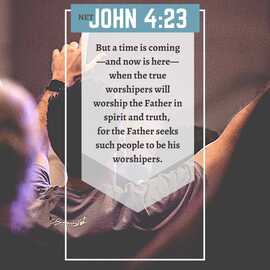 NET JOHN 4:23
But a time is coming
—and now is here—
when the true
worshipers will
worship the Father in
spirit and truth,
for the Father seeks
such people to be his
worshipers.